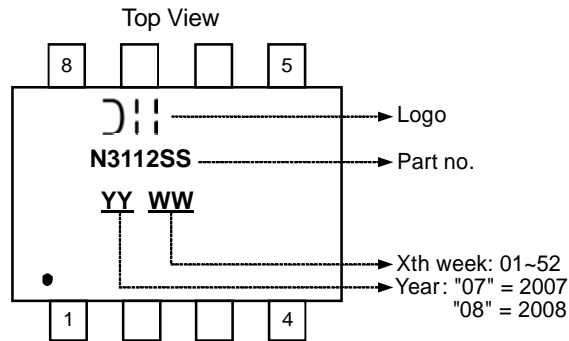 Top View
8 5
Logo
N3112SS Part no.
YY WW
Xth week: 01~52
Year: "07" = 2007
"08" = 2008
1 4